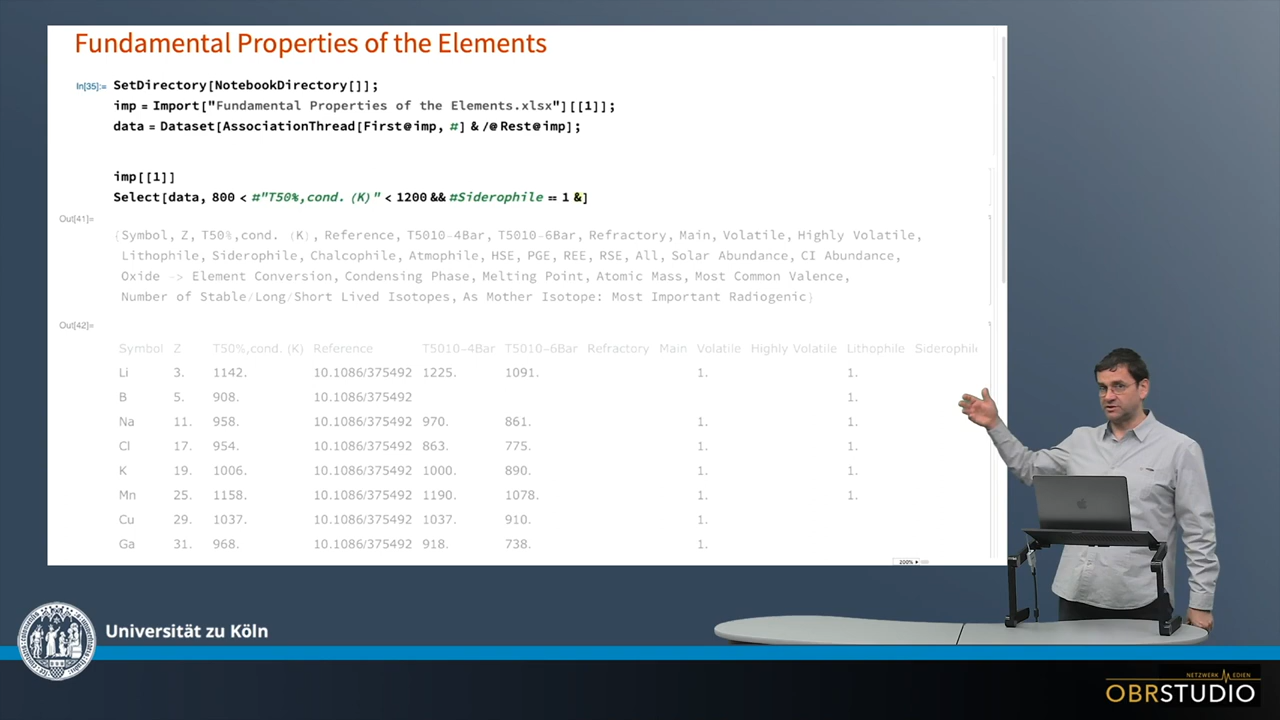 Fundamental Properties of the Elements
In[35]:= SetDirectory[NotebookDirectory[]];
imp = Import["Fundamental Properties of the Elements.xlsx"][[1]];
data = Dataset[AssociationThread[First@imp, #] & /@ Rest@imp];
imp[[1]]
Select[data, 800 < #"T50%,cond. (K)" < 1200 && #Siderophile == 1 &]
Out[41]=
{Symbol, Z, T50%,cond. (K), Reference, T5010-4Bar, T5010-6Bar, Refractory, Main, Volatile, Highly Volatile,
Lithophile, Siderophile, Chalcophile, Atmophile, HSE, PGE, REE, RSE, All, Solar Abundance, CI Abundance,
Oxide -> Element Conversion, Condensing Phase, Melting Point, Atomic Mass, Most Common Valence,
Number of Stable/Long/Short Lived Isotopes, As Mother Isotope: Most Important Radiogenic}
Out[42]=
Symbol Z T50%,cond. (K) Reference T5010-4Bar T5010-6Bar Refractory Main Volatile Highly Volatile Lithophile Siderophile
Li 3. 1142. 10.1086/375492 1225. 1091. 1. 1.
B 5. 908. 10.1086/375492 1.
Na 11. 958. 10.1086/375492 970. 861. 1. 1.
Cl 17. 954. 10.1086/375492 863. 775. 1. 1.
K 19. 1006. 10.1086/375492 1000. 890. 1. 1.
Mn 25. 1158. 10.1086/375492 1190. 1078. 1. 1.
Cu 29. 1037. 10.1086/375492 1037. 910. 1.
Ga 31. 968. 10.1086/375492 918. 738. 1.
200%
Universität zu Köln
NETZWERK MEDIEN
OBRSTUDIO